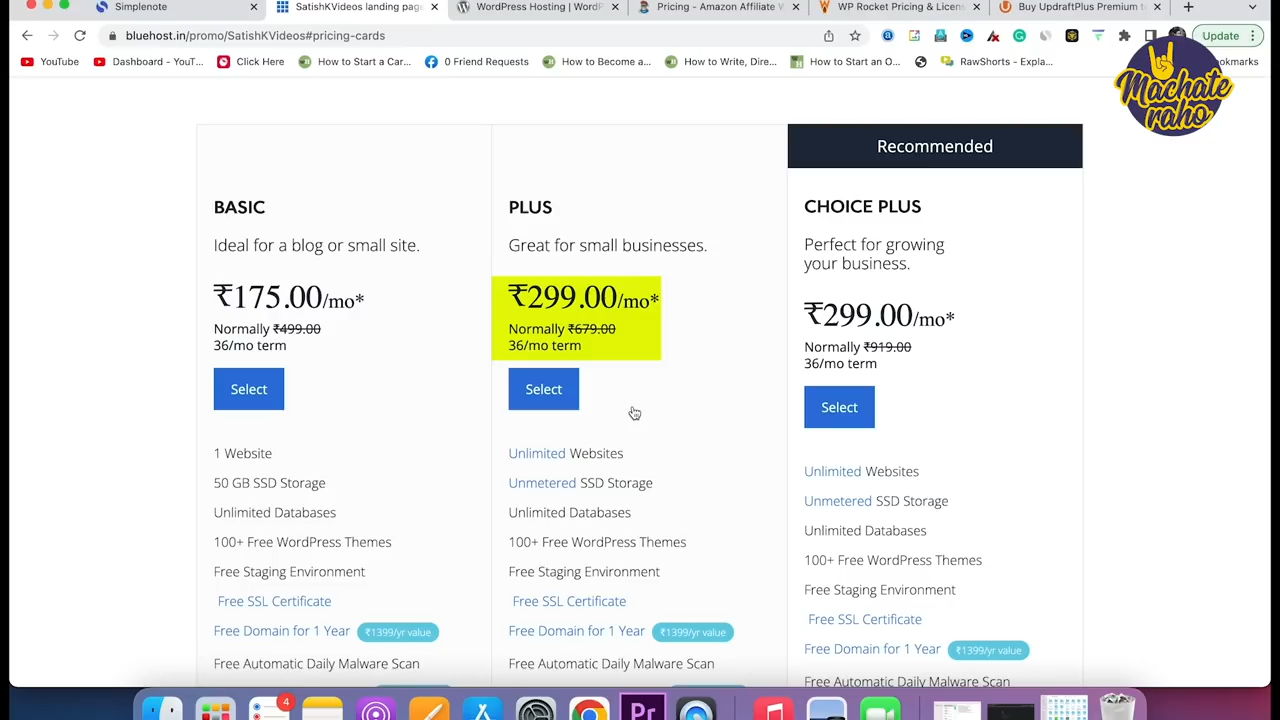 Simplenote
SatishKVideos landing page
WordPress Hosting | WordP
Pricing - Amazon Affiliate W
WP Rocket Pricing & Licens
Buy UpdraftPlus Premium t
bluehost.in/promo/SatishKVideos#pricing-cards
Update
YouTube
Dashboard - YouT...
Click Here
How to Start a Car...
0 Friend Requests
How to Become a...
How to Write, Dire...
How to Start an O...
RawShorts - Expla...
okmarks
Machate
raho
BASIC
Ideal for a blog or small site.
₹175.00/mo*
Normally ₹499.00
36/mo term
Select
1 Website
50 GB SSD Storage
Unlimited Databases
100+ Free WordPress Themes
Free Staging Environment
Free SSL Certificate
Free Domain for 1 Year ₹1399/yr value
Free Automatic Daily Malware Scan
PLUS
Great for small businesses.
₹299.00/mo*
Normally ₹679.00
36/mo term
Select
Unlimited Websites
Unmetered SSD Storage
Unlimited Databases
100+ Free WordPress Themes
Free Staging Environment
Free SSL Certificate
Free Domain for 1 Year ₹1399/yr value
Free Automatic Daily Malware Scan
Recommended
CHOICE PLUS
Perfect for growing
your business.
₹299.00/mo*
Normally ₹919.00
36/mo term
Select
Unlimited Websites
Unmetered SSD Storage
Unlimited Databases
100+ Free WordPress Themes
Free Staging Environment
Free SSL Certificate
Free Domain for 1 Year ₹1399/yr value
Free Automatic Daily Malware Scan
4
Pr